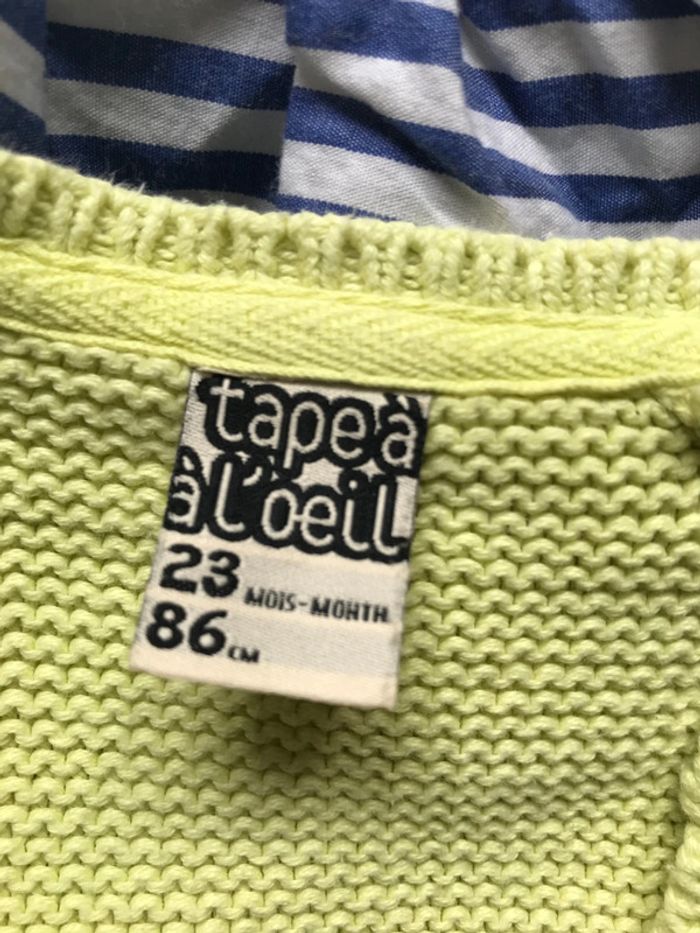 tape à
à l'oeil
23 MOIS-MONTH
86 CM